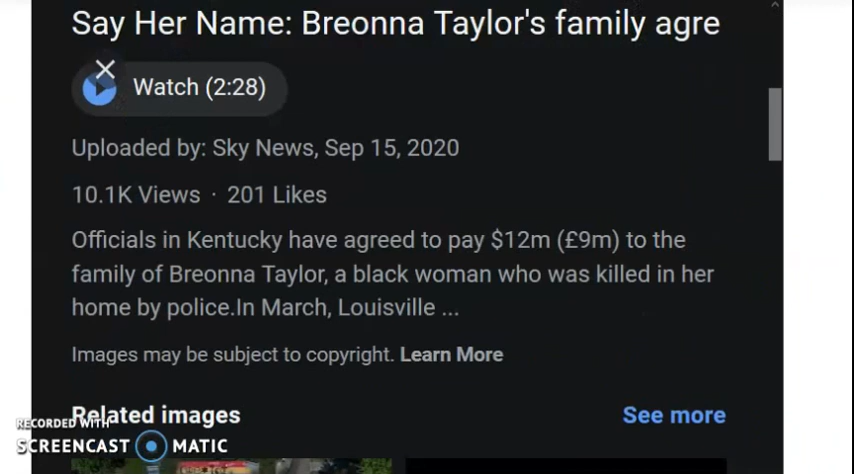 Say Her Name: Breonna Taylor's family agre
Watch (2:28)
Uploaded by: Sky News, Sep 15, 2020
10.1K Views · 201 Likes
Officials in Kentucky have agreed to pay $12m (£9m) to the
family of Breonna Taylor, a black woman who was killed in her
home by police.In March, Louisville ...
Images may be subject to copyright. Learn More
Related images See more
RECORDED WITH
SCREENCAST MATIC